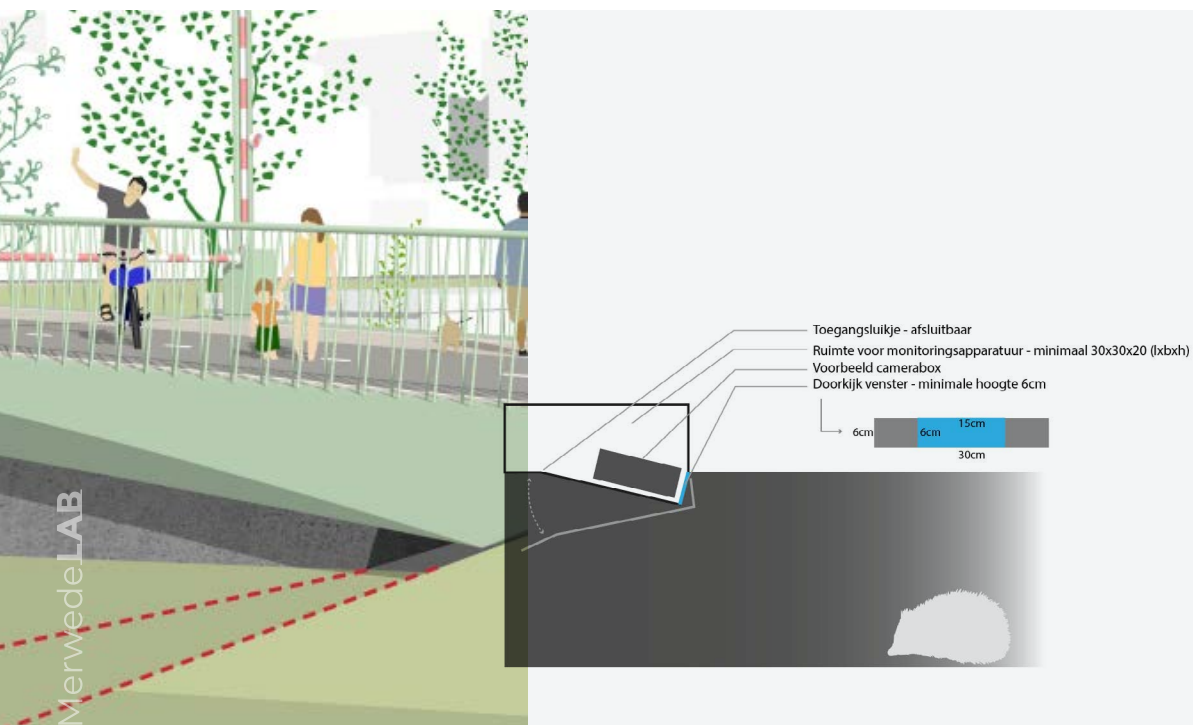 MerwedeLAB
Toegangsluikje - afsluitbaar
Ruimte voor monitoringsapparatuur - minimaal 30x30x20 (lxbxh)
Voorbeeld camerabox
Doorkijk venster - minimale hoogte 6cm
6cm
6cm
15cm
30cm